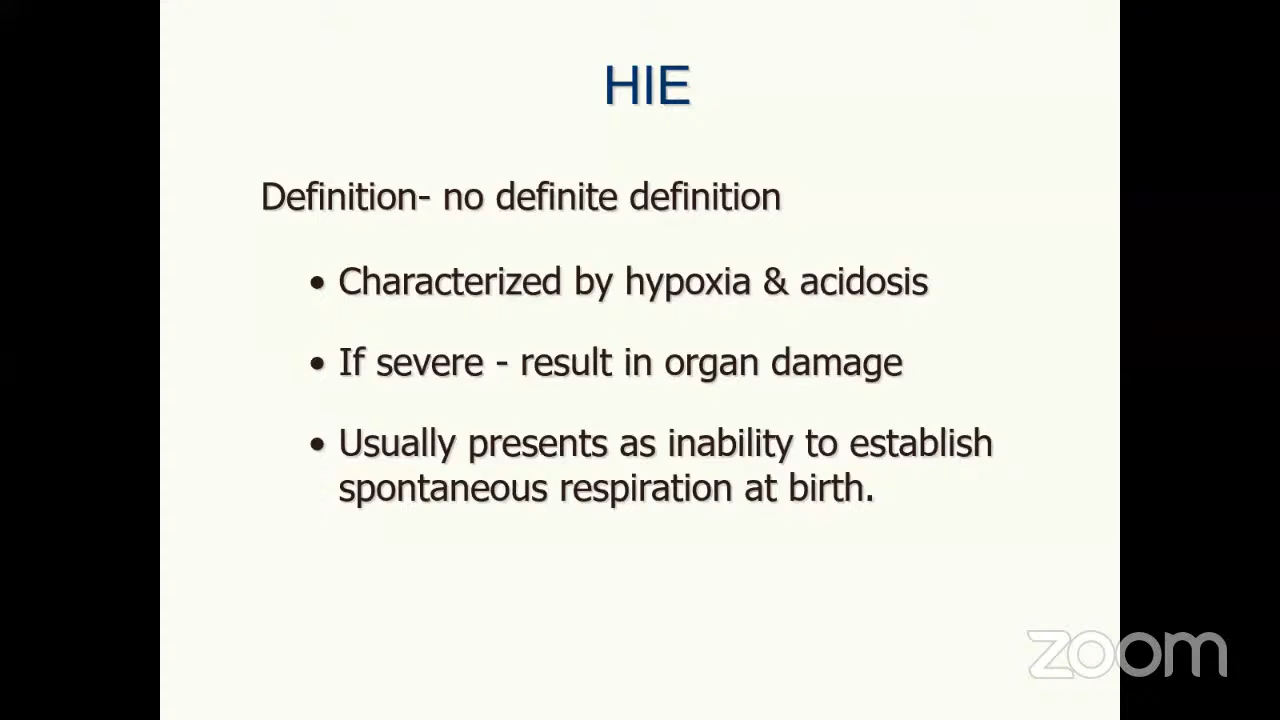 HIE
Definition- no definite definition
• Characterized by hypoxia & acidosis
• If severe - result in organ damage
• Usually presents as inability to establish
spontaneous respiration at birth.
zoom